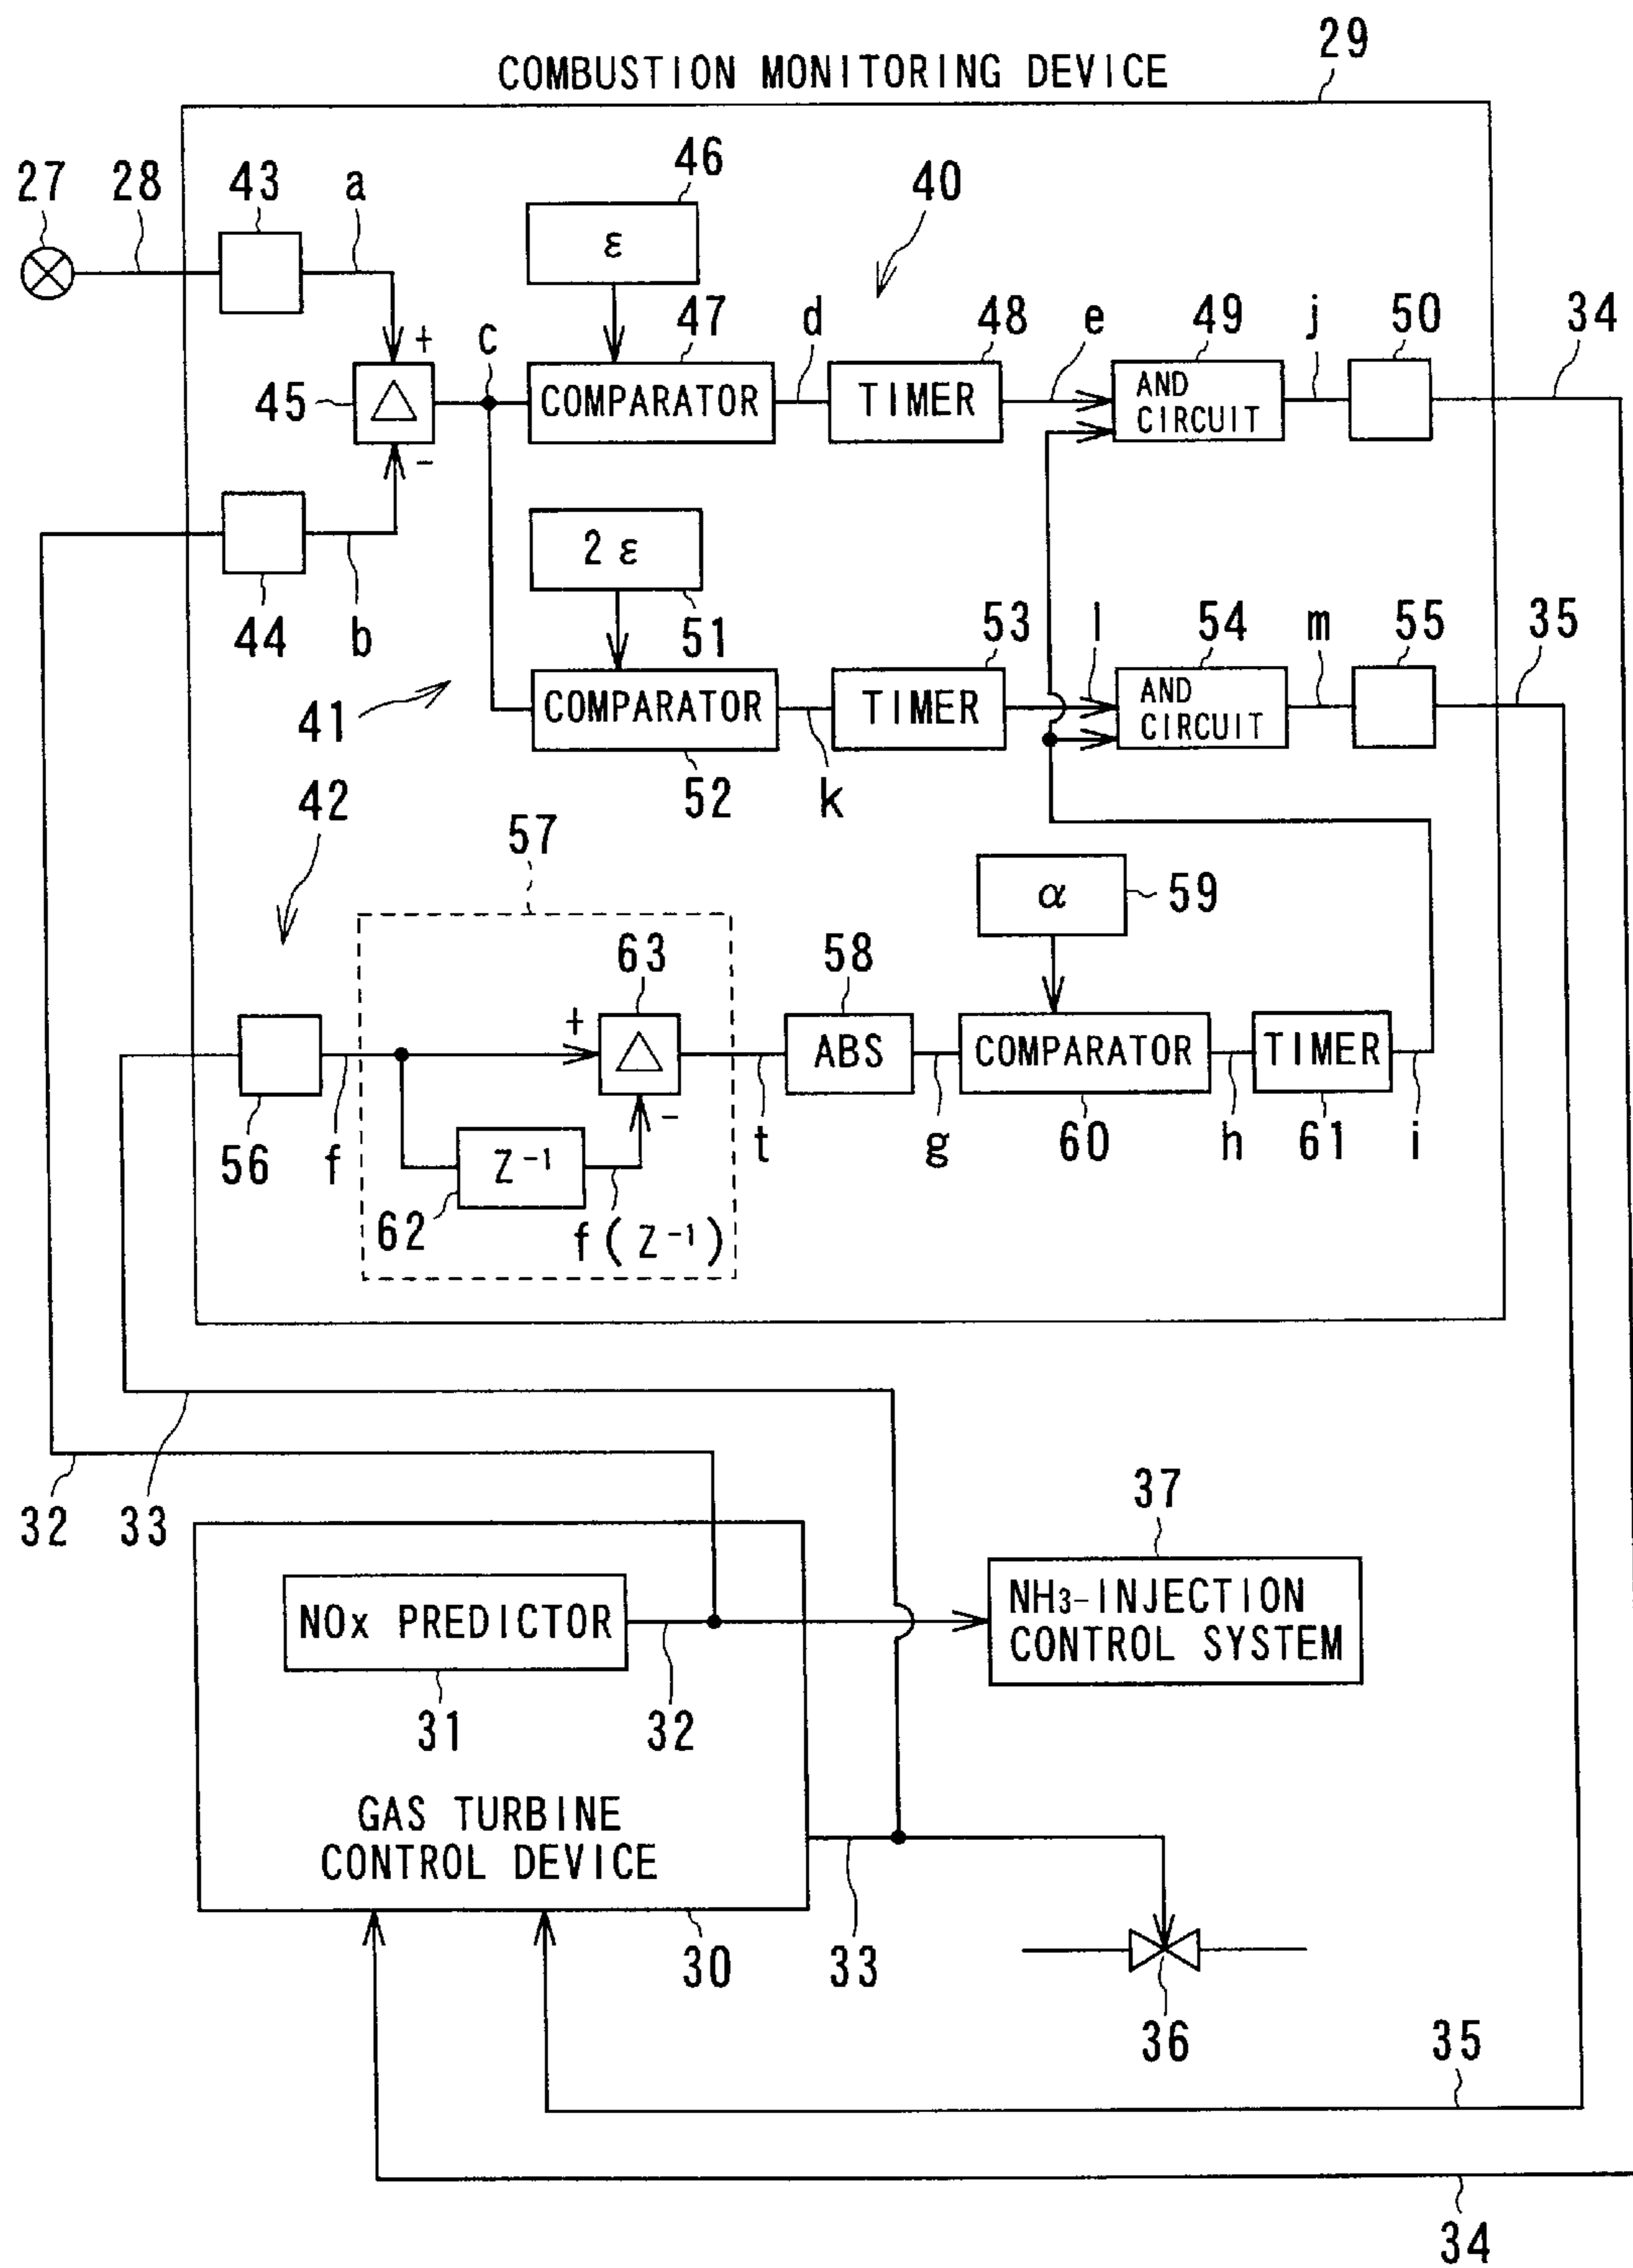 29
COMBUSTION MONITORING DEVICE
27
28
43
a
46
40
ε
47
d
48
e
49
j
50
34
+
c
45
△
COMPARATOR
TIMER
AND
CIRCUIT
-
2 ε
44
b
51
53
l
54
m
55
35
41
COMPARATOR
TIMER
AND
CIRCUIT
52
k
42
57
α
59
63
58
+
△
ABS
COMPARATOR
TIMER
-
56
f
Z⁻¹
t
g
60
h
61
i
62
f(Z⁻¹)
32
33
37
NOx PREDICTOR
NH₃-INJECTION
CONTROL SYSTEM
31
32
GAS TURBINE
CONTROL DEVICE
30
33
36
35
34